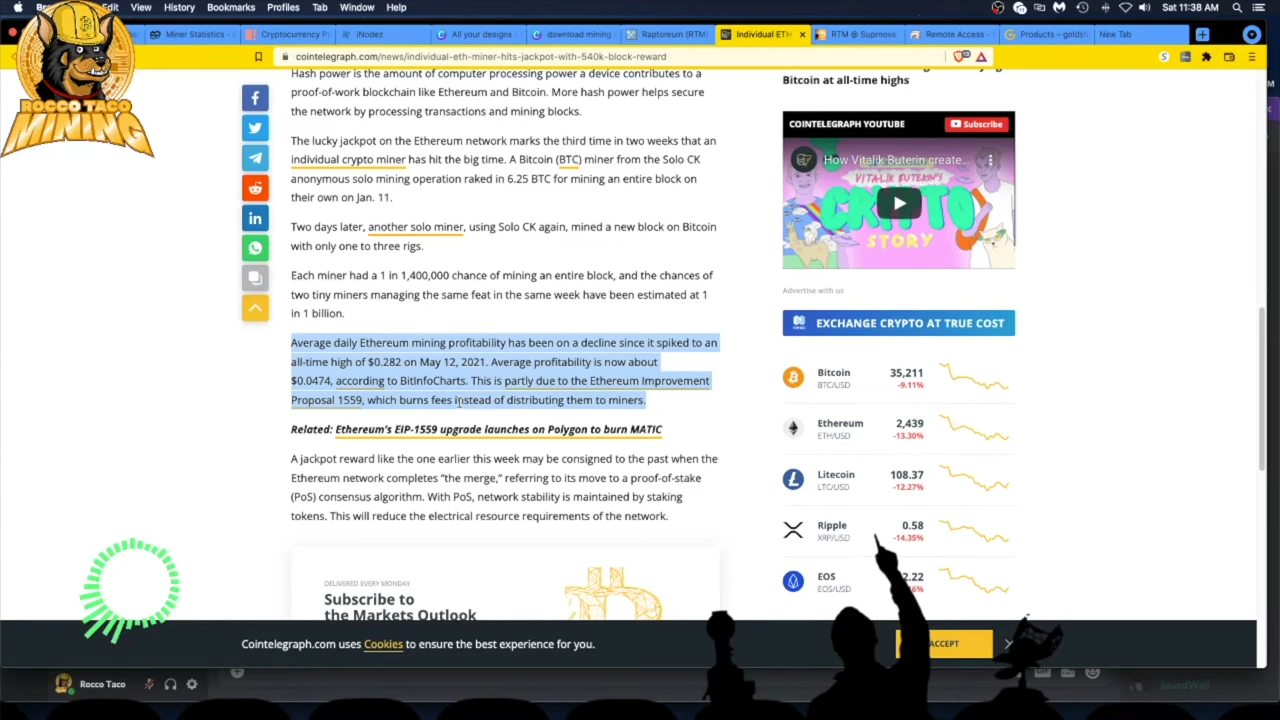 View
History
Bookmarks
Profiles
Tab
Window
Help
Sat 11:38 AM
Miner Statistics -
Cryptocurrency P
iNodez
All your designs -
download mining
Raptoreum (RTM)
Individual ETH
RTM @ Suprnova
Remote Access -
Products – goldsh
New Tab
cointelegraph.com/news/individual-eth-miner-hits-jackpot-with-540k-block-reward
ROCCO TACO
MINING
Hash power is the amount of computer processing power a device contributes to a
proof-of-work blockchain like Ethereum and Bitcoin. More hash power helps secure
the network by processing transactions and mining blocks.
The lucky jackpot on the Ethereum network marks the third time in two weeks that an
individual crypto miner has hit the big time. A Bitcoin (BTC) miner from the Solo CK
anonymous solo mining operation raked in 6.25 BTC for mining an entire block on
their own on Jan. 11.
Two days later, another solo miner, using Solo CK again, mined a new block on Bitcoin
with only one to three rigs.
Each miner had a 1 in 1,400,000 chance of mining an entire block, and the chances of
two tiny miners managing the same feat in the same week have been estimated at 1
in 1 billion.
Average daily Ethereum mining profitability has been on a decline since it spiked to an
all-time high of $0.282 on May 12, 2021. Average profitability is now about
$0.0474, according to BitInfoCharts. This is partly due to the Ethereum Improvement
Proposal 1559, which burns fees instead of distributing them to miners.
Related: Ethereum's EIP-1559 upgrade launches on Polygon to burn MATIC
A jackpot reward like the one earlier this week may be consigned to the past when the
Ethereum network completes "the merge," referring to its move to a proof-of-stake
(PoS) consensus algorithm. With PoS, network stability is maintained by staking
tokens. This will reduce the electrical resource requirements of the network.
DELIVERED EVERY MONDAY
Subscribe to
the Markets Outlook
Bitcoin at all-time highs
COINTELEGRAPH YOUTUBE
Subscribe
How Vitalik Buterin create...
VITALIK BUTERIN'S
CRYPTO
STORY
Advertise with us
EXCHANGE CRYPTO AT TRUE COST
Bitcoin 35,211
BTC/USD -9.11%
Ethereum 2,439
ETH/USD -13.30%
Litecoin 108.37
LTC/USD -12.27%
Ripple 0.58
XRP/USD -14.35%
EOS 2.22
EOS/USD
Cointelegraph.com uses Cookies to ensure the best experience for you.
ACCEPT
Rocco Taco
GIF
SoundWall